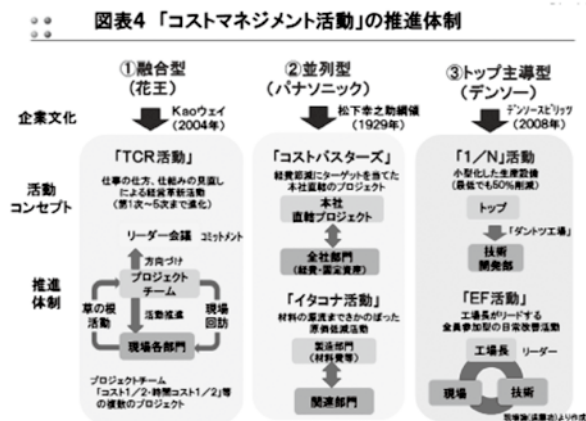 図表4 「コストマネジメント活動」の推進体制
①融合型
(花王)
②並列型
(パナソニック)
③トップ主導型
(デンソー)
企業文化
Kaoウェイ
(2004年)
松下幸之助綱領
(1929年)
デンソースピリッツ
(2008年)
活動
コンセプト
「TCR活動」
仕事の仕方、仕組みの見直し
による経営革新活動
(第1次~5次まで進化)
「コストバスターズ」
経費節減にターゲットを当てた
本社直轄のプロジェクト
「1/N」活動
小型化した生産設備
(最低でも50%削減)
推進
体制
リーダー会議 コミットメント
方向づけ
プロジェクト
チーム
草の根
活動
活動推進
現場
回訪
現場各部門
プロジェクトチーム
「コスト1/2・時間コスト1/2」等
の複数のプロジェクト
本社
直轄プロジェクト
全社部門
(経費・固定資産)
「イタコナ活動」
材料の源流までさかのぼった
原価低減活動
製造部門
(材料費等)
関連部門
トップ
「ダントツ工場」
技術
開発部
「EF活動」
工場長がリードする
全員参加型の日常改善活動
工場長 リーダー
現場
技術
現場論(遠藤功)より作成